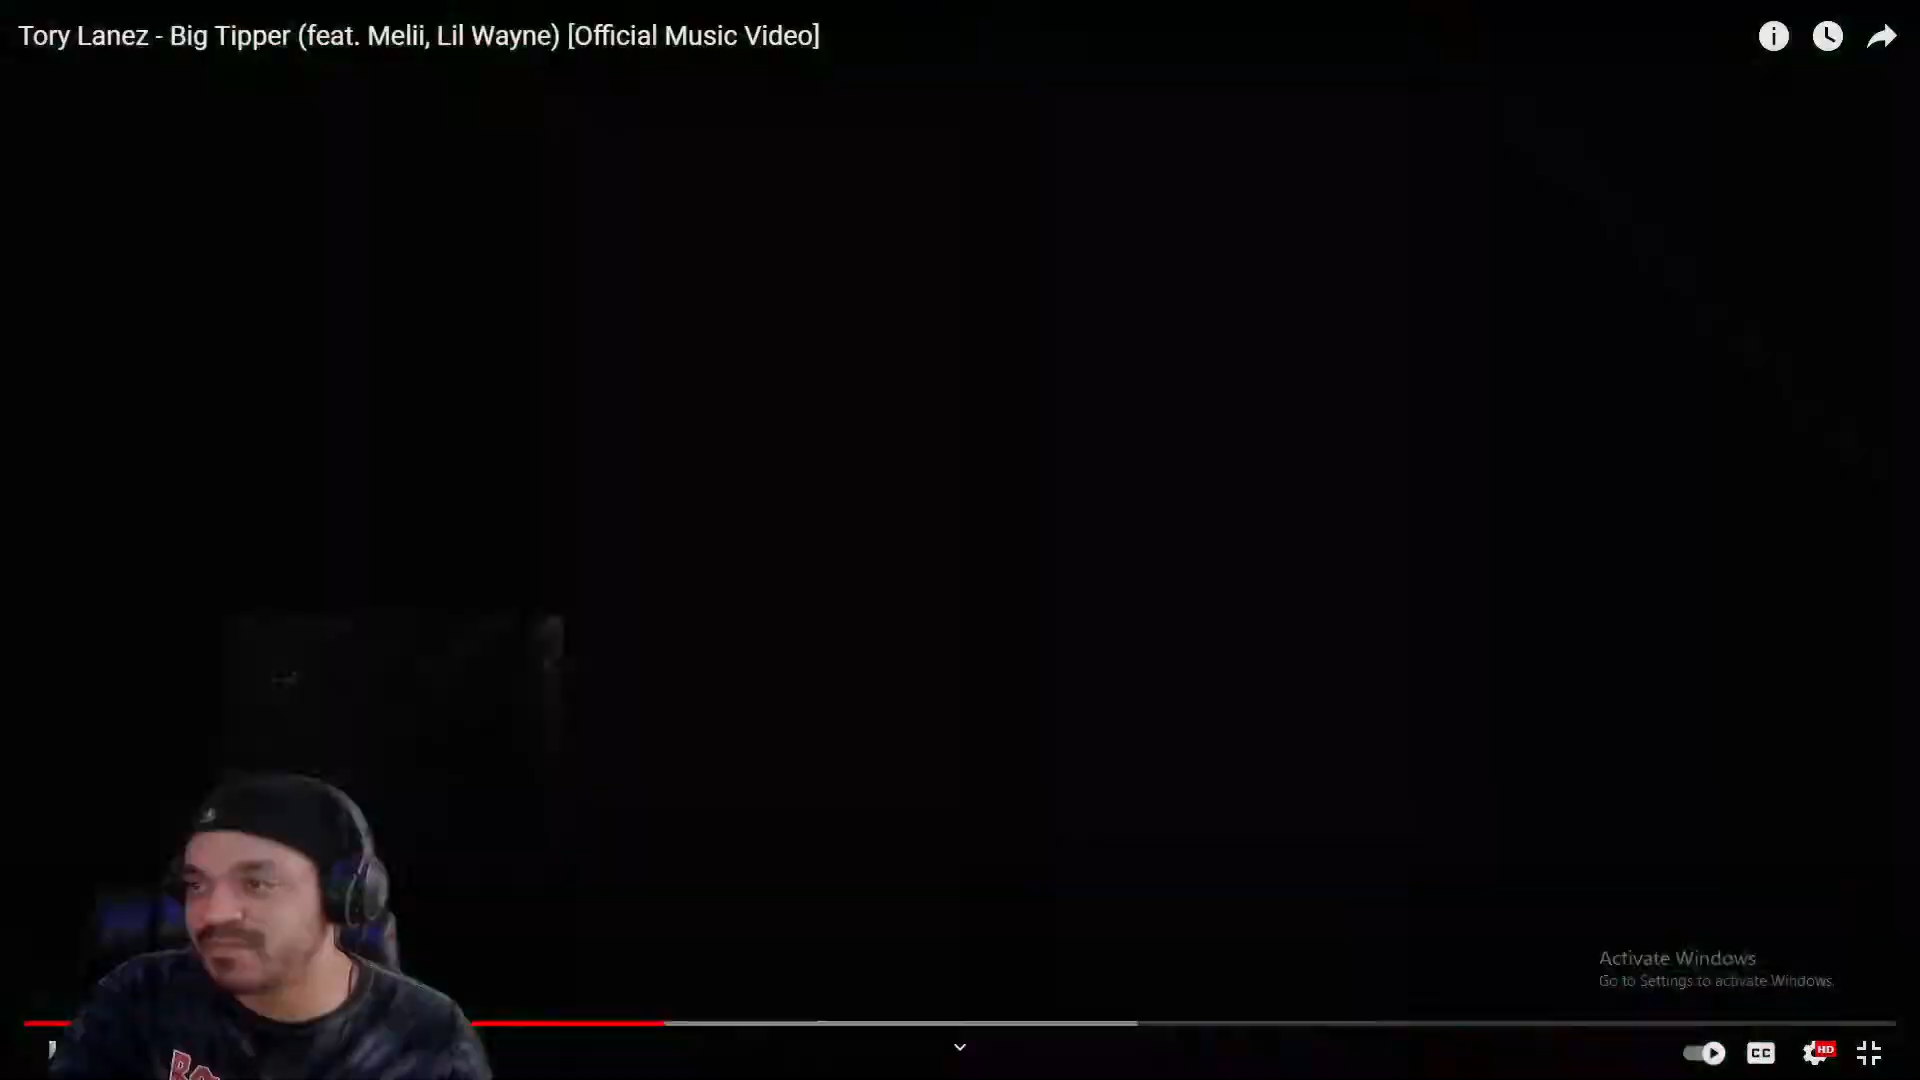 Tory Lanez - Big Tipper (feat. Melii, Lil Wayne) [Official Music Video]
Activate Windows
Go to Settings to activate Windows.
CC
HD